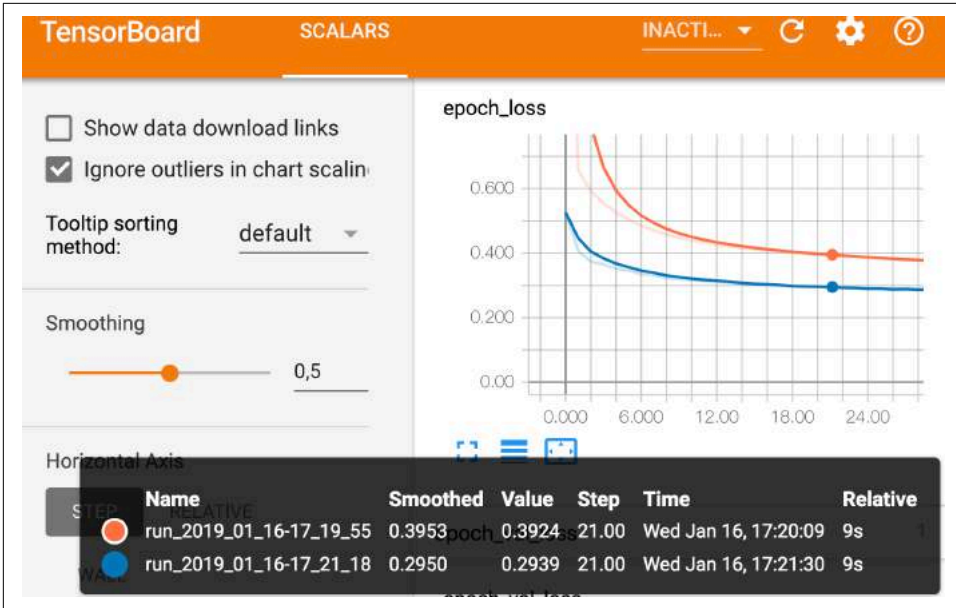 TensorBoard SCALARS INACTI...
Show data download links
Ignore outliers in chart scalin
Tooltip sorting
method: default
Smoothing
0,5
Horizontal Axis
STEP RELATIVE
WALL
epoch_loss
0.600
0.400
0.200
0.00
0.000 6.000 12.00 18.00 24.00
Name Smoothed Value Step Time Relative
run_2019_01_16-17_19_55 0.3953 0.3924 21.00 Wed Jan 16, 17:20:09 9s
run_2019_01_16-17_21_18 0.2950 0.2939 21.00 Wed Jan 16, 17:21:30 9s
epoch_val_loss